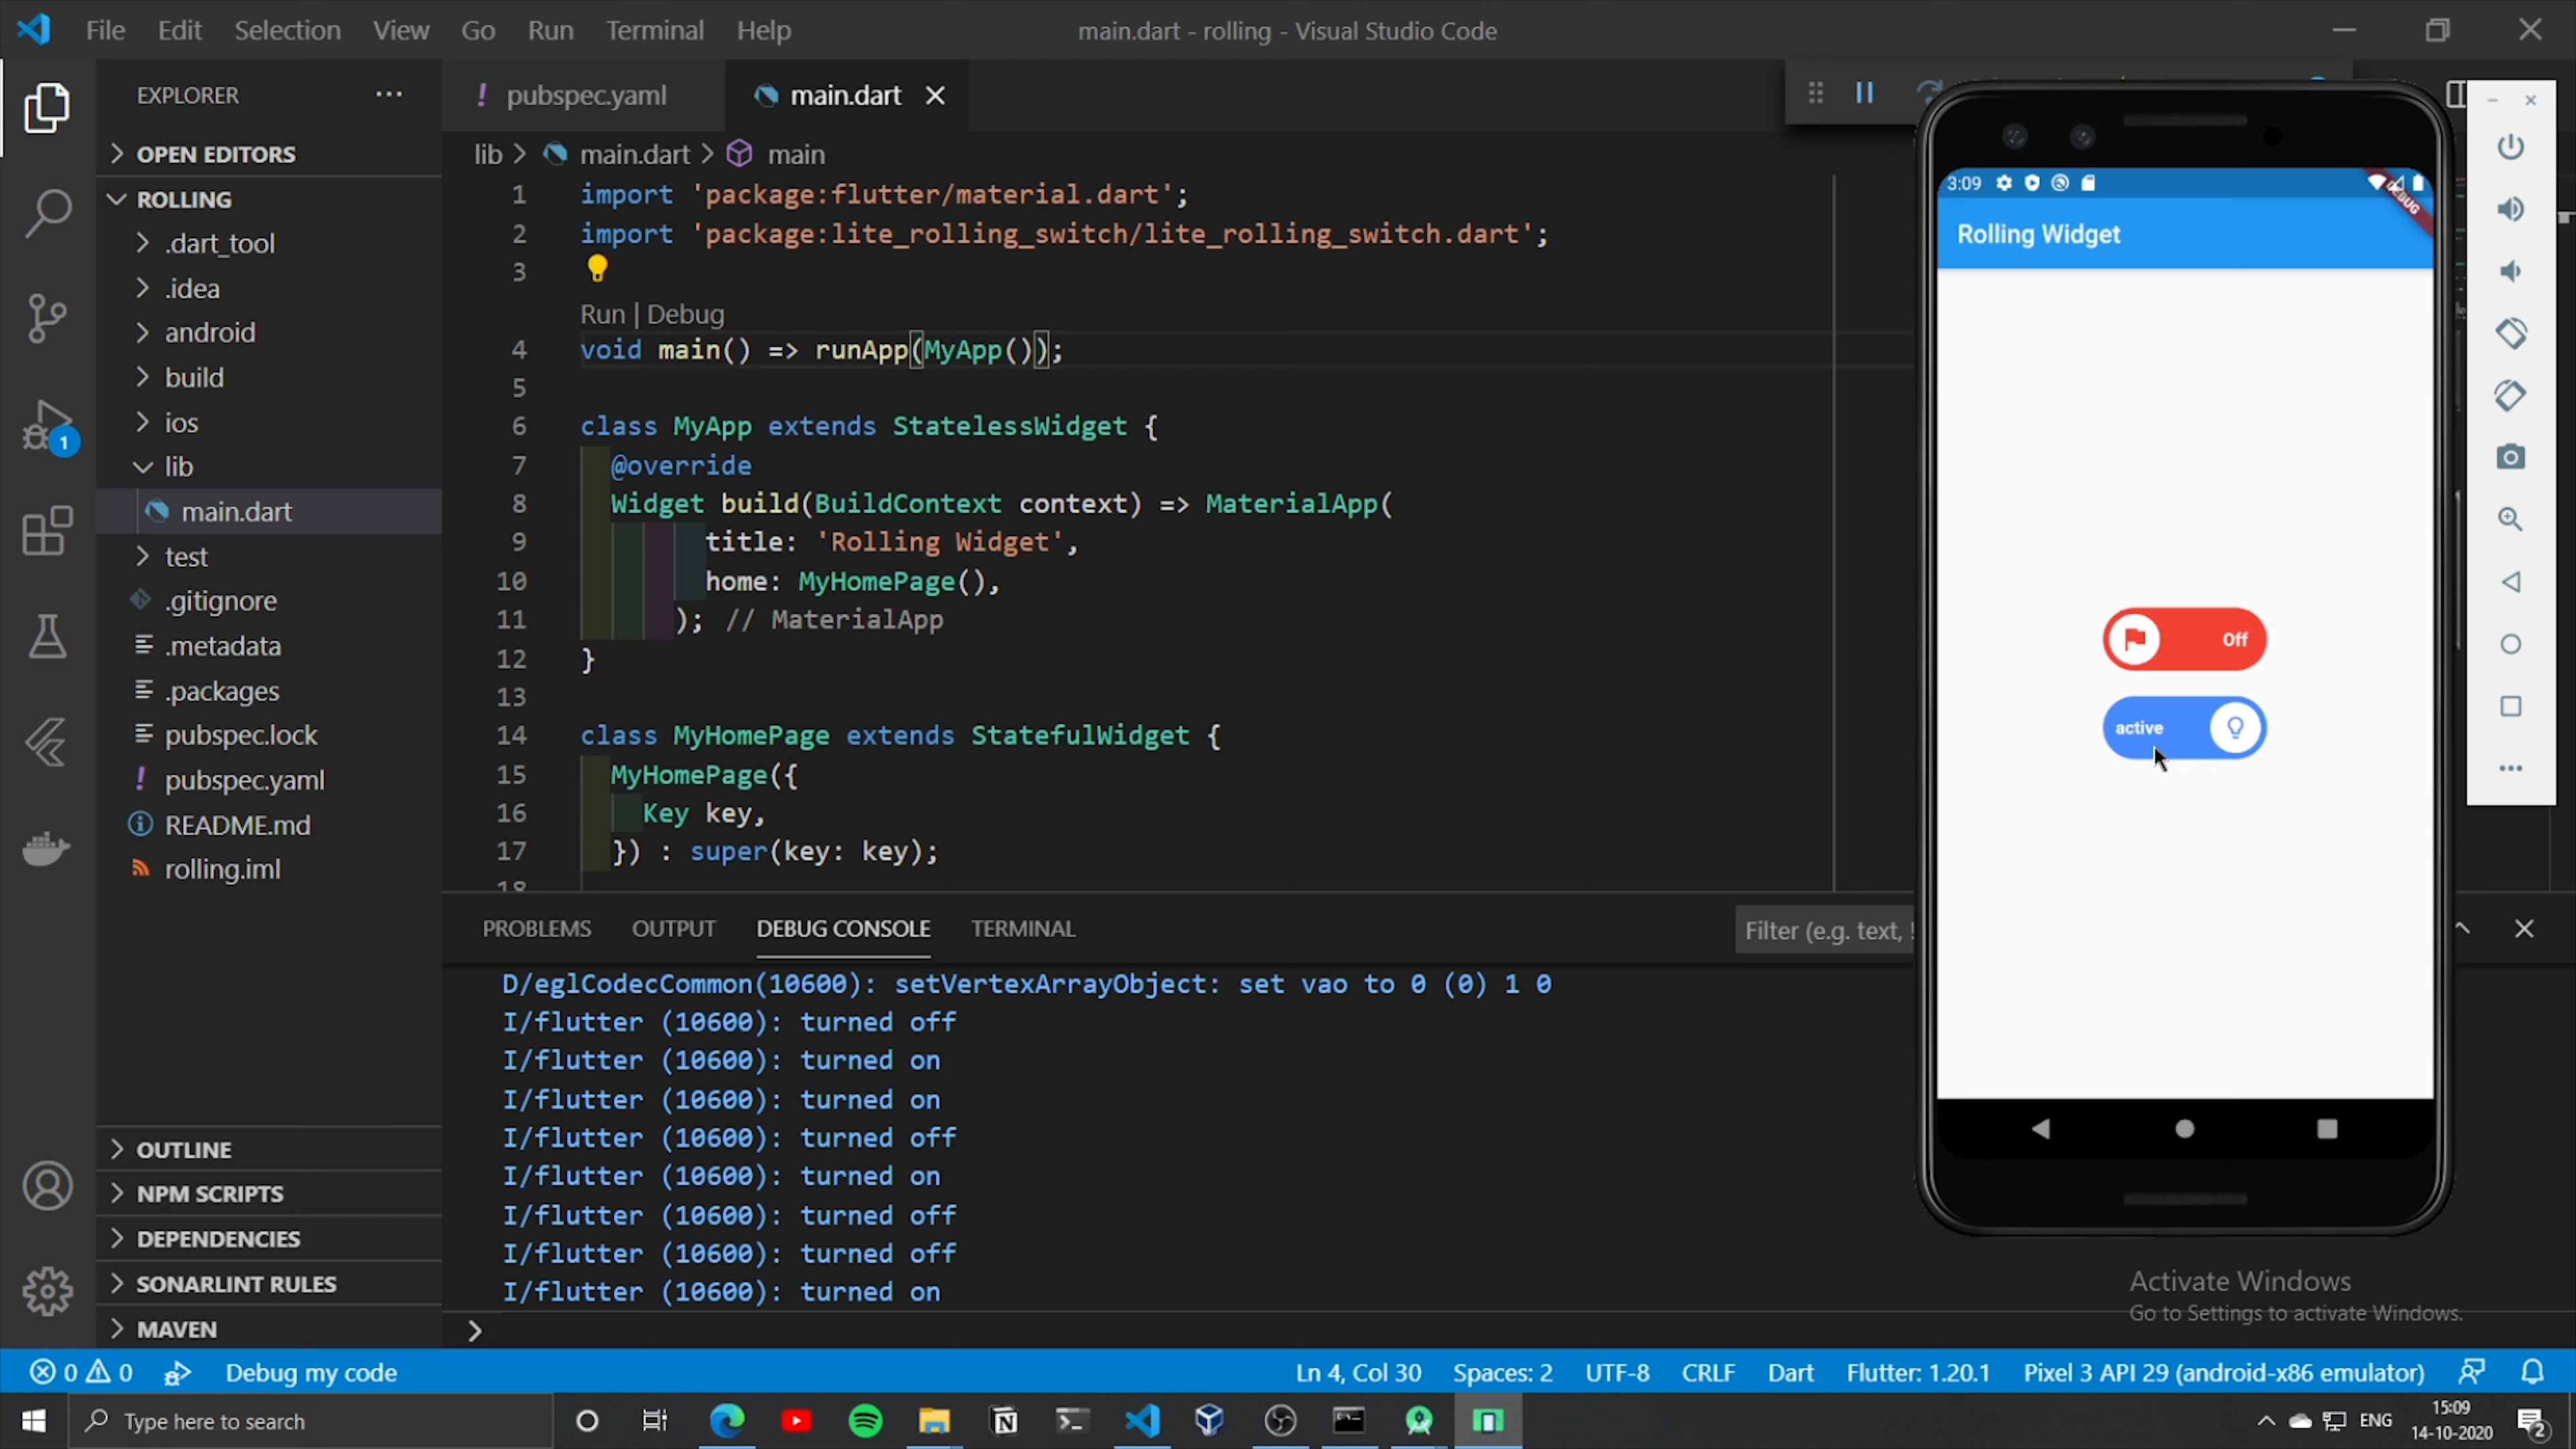 File Edit Selection View Go Run Terminal Help
main.dart - rolling - Visual Studio Code
EXPLORER
OPEN EDITORS
ROLLING
.dart_tool
.idea
android
build
ios
lib
main.dart
test
.gitignore
.metadata
.packages
pubspec.lock
pubspec.yaml
README.md
rolling.iml
OUTLINE
NPM SCRIPTS
DEPENDENCIES
SONARLINT RULES
MAVEN
1
! pubspec.yaml main.dart
lib > main.dart > main
1 import 'package:flutter/material.dart';
2 import 'package:lite_rolling_switch/lite_rolling_switch.dart';
3
Run | Debug
4 void main() => runApp(MyApp());
5
6 class MyApp extends StatelessWidget {
7 @override
8 Widget build(BuildContext context) => MaterialApp(
9 title: 'Rolling Widget',
10 home: MyHomePage(),
11 ); // MaterialApp
12 }
13
14 class MyHomePage extends StatefulWidget {
15 MyHomePage({
16 Key key,
17 }) : super(key: key);
18
PROBLEMS OUTPUT DEBUG CONSOLE TERMINAL
Filter (e.g. text, !
D/eglCodecCommon(10600): setVertexArrayObject: set vao to 0 (0) 1 0
I/flutter (10600): turned off
I/flutter (10600): turned on
I/flutter (10600): turned on
I/flutter (10600): turned off
I/flutter (10600): turned on
I/flutter (10600): turned off
I/flutter (10600): turned off
I/flutter (10600): turned on
3:09
DEBUG
Rolling Widget
Off
active
Activate Windows
Go to Settings to activate Windows.
0 0 Debug my code
Ln 4, Col 30 Spaces: 2 UTF-8 CRLF Dart Flutter: 1.20.1 Pixel 3 API 29 (android-x86 emulator)
Type here to search
ENG
15:09
14-10-2020
2